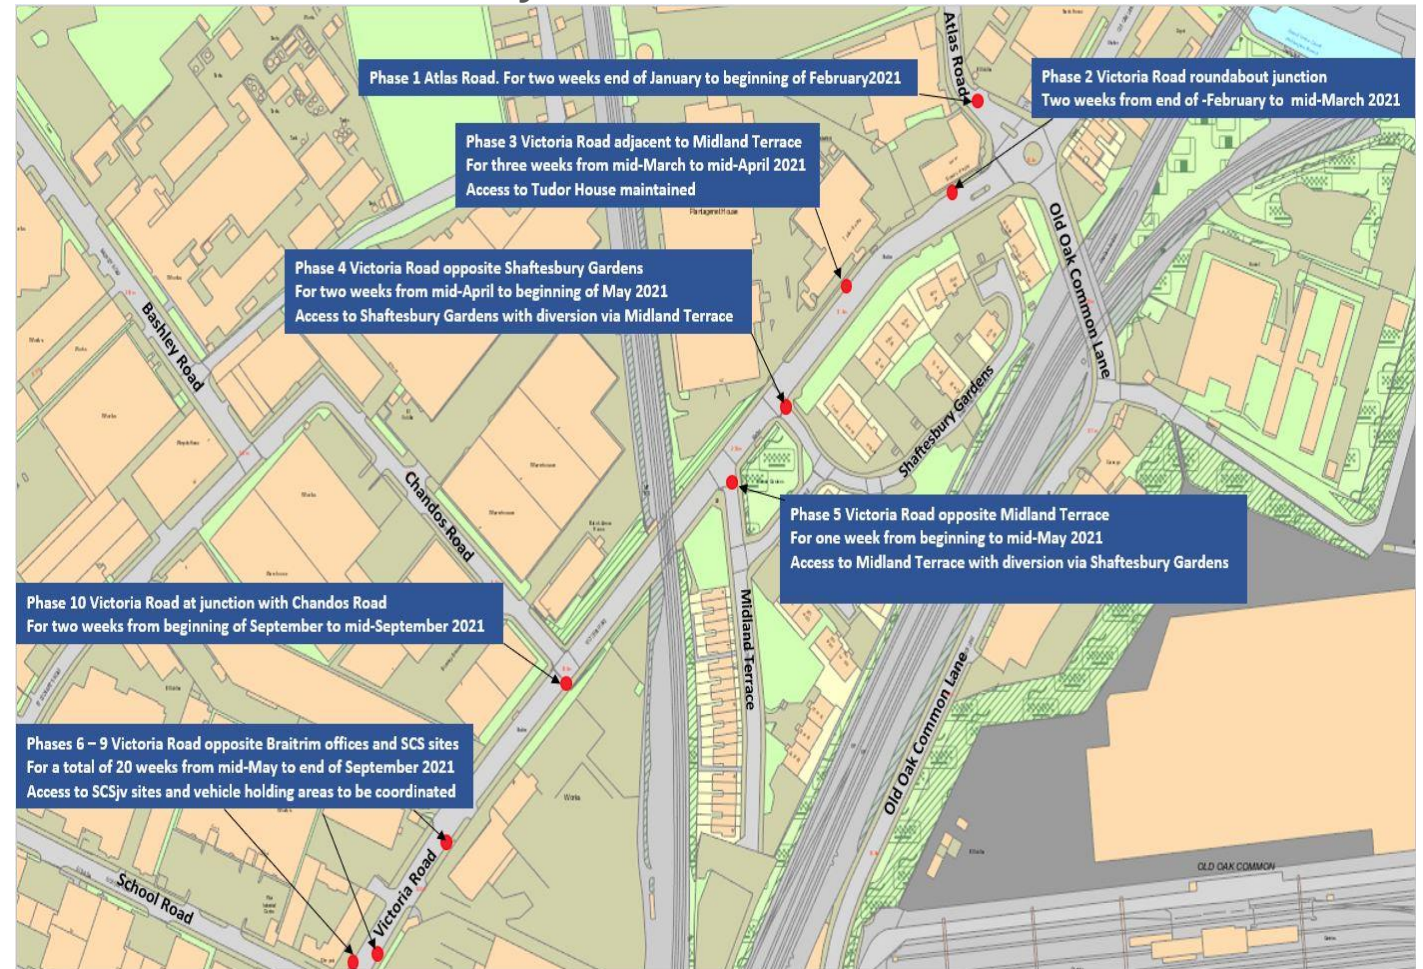 Atlas Road
Phase 1 Atlas Road. For two weeks end of January to beginning of February2021
Phase 2 Victoria Road roundabout junction
Two weeks from end of -February to mid-March 2021
Phase 3 Victoria Road adjacent to Midland Terrace
For three weeks from mid-March to mid-April 2021
Access to Tudor House maintained
Plantagenet House
Old Oak Common Lane
Phase 4 Victoria Road opposite Shaftesbury Gardens
For two weeks from mid-April to beginning of May 2021
Access to Shaftesbury Gardens with diversion via Midland Terrace
Bashley Road
Shaftesbury Gardens
Chandos Road
Warehouse
Warehouse
Works
Works
Phase 5 Victoria Road opposite Midland Terrace
For one week from beginning to mid-May 2021
Access to Midland Terrace with diversion via Shaftesbury Gardens
Phase 10 Victoria Road at junction with Chandos Road
For two weeks from beginning of September to mid-September 2021
Midland Terrace
Old Oak Common Lane
Phases 6 – 9 Victoria Road opposite Braitrim offices and SCS sites
For a total of 20 weeks from mid-May to end of September 2021
Access to SCSjv sites and vehicle holding areas to be coordinated
Works
Victoria Road
School Road
OLD OAK COMMON